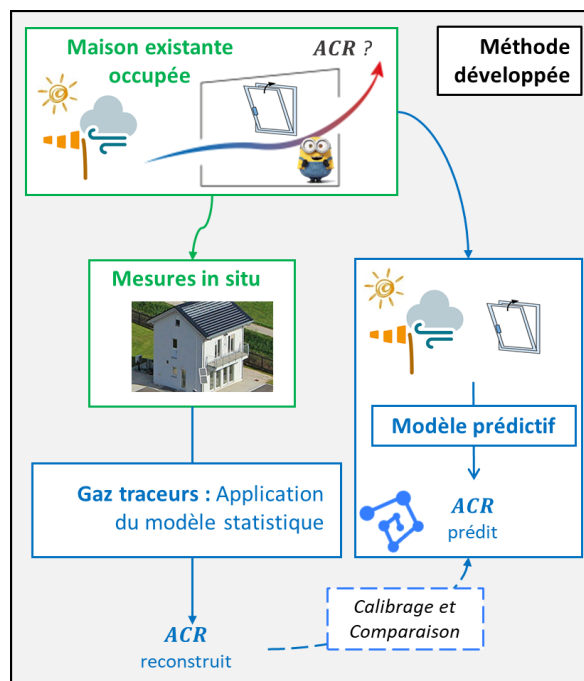 Maison existante
occupée
ACR ?
Méthode
développée
Mesures in situ
Gaz traceurs : Application
du modèle statistique
ACR
reconstruit
Modèle prédictif
ACR
prédit
Calibrage et
Comparaison